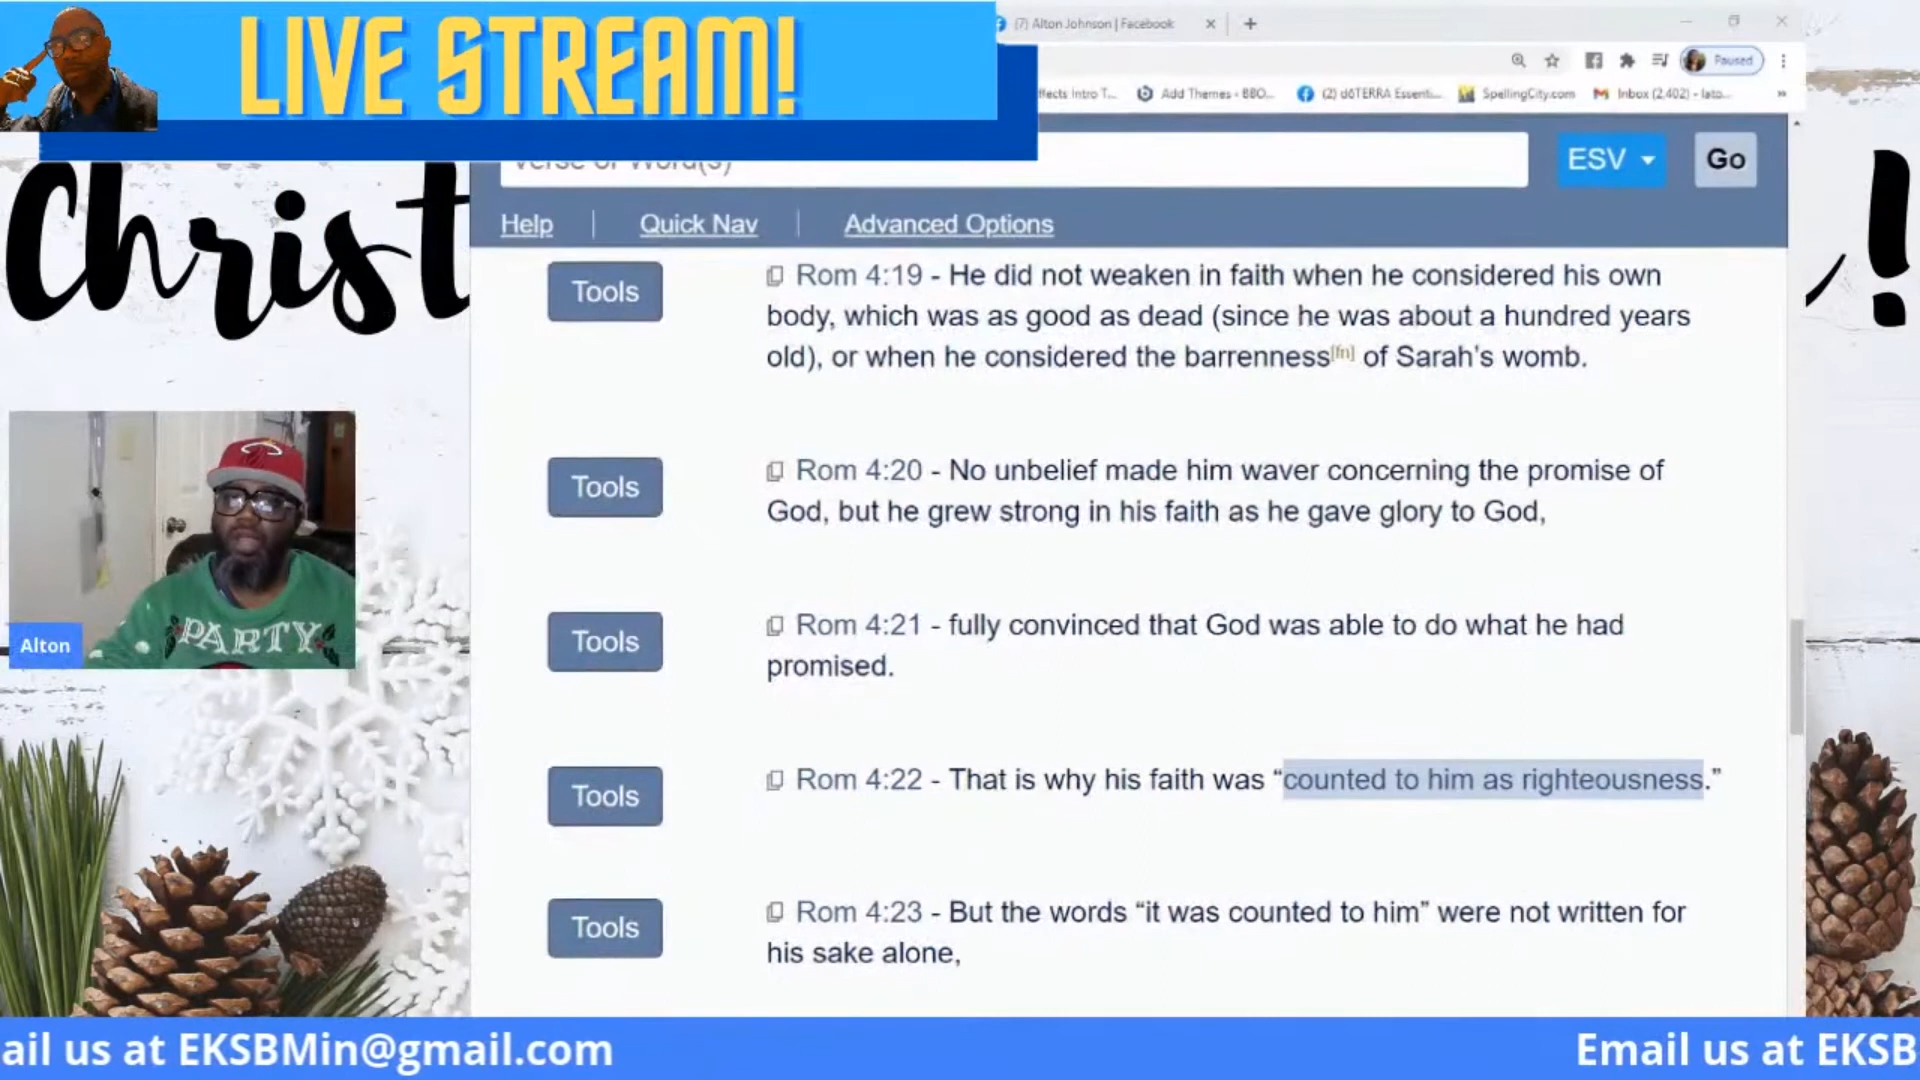 LIVE STREAM!
(7) Alton Johnson | Facebook
Paused
ffects Intro T...
Add Themes - BBO...
(2) dōTERRA Essenti...
SpellingCity.com
Inbox (2,402) - lato...
Verse or Word(s)
ESV
Go
Help
Quick Nav
Advanced Options
Christ
!
Tools
Rom 4:19 - He did not weaken in faith when he considered his own
body, which was as good as dead (since he was about a hundred years
old), or when he considered the barrenness[fn] of Sarah’s womb.
Tools
Rom 4:20 - No unbelief made him waver concerning the promise of
God, but he grew strong in his faith as he gave glory to God,
Tools
Rom 4:21 - fully convinced that God was able to do what he had
promised.
Tools
Rom 4:22 - That is why his faith was “counted to him as righteousness.”
Tools
Rom 4:23 - But the words “it was counted to him” were not written for
his sake alone,
PARTY
Alton
ail us at EKSBMin@gmail.com
Email us at EKSB